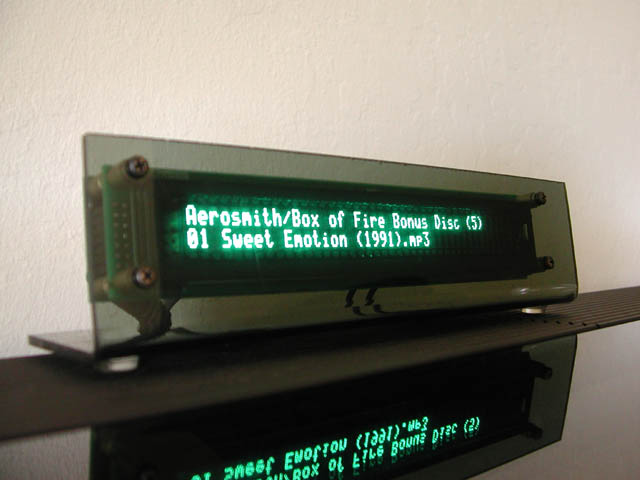 Aerosmith/Box of Fire Bonus Disc (5)
01 Sweet Emotion (1991).mp3